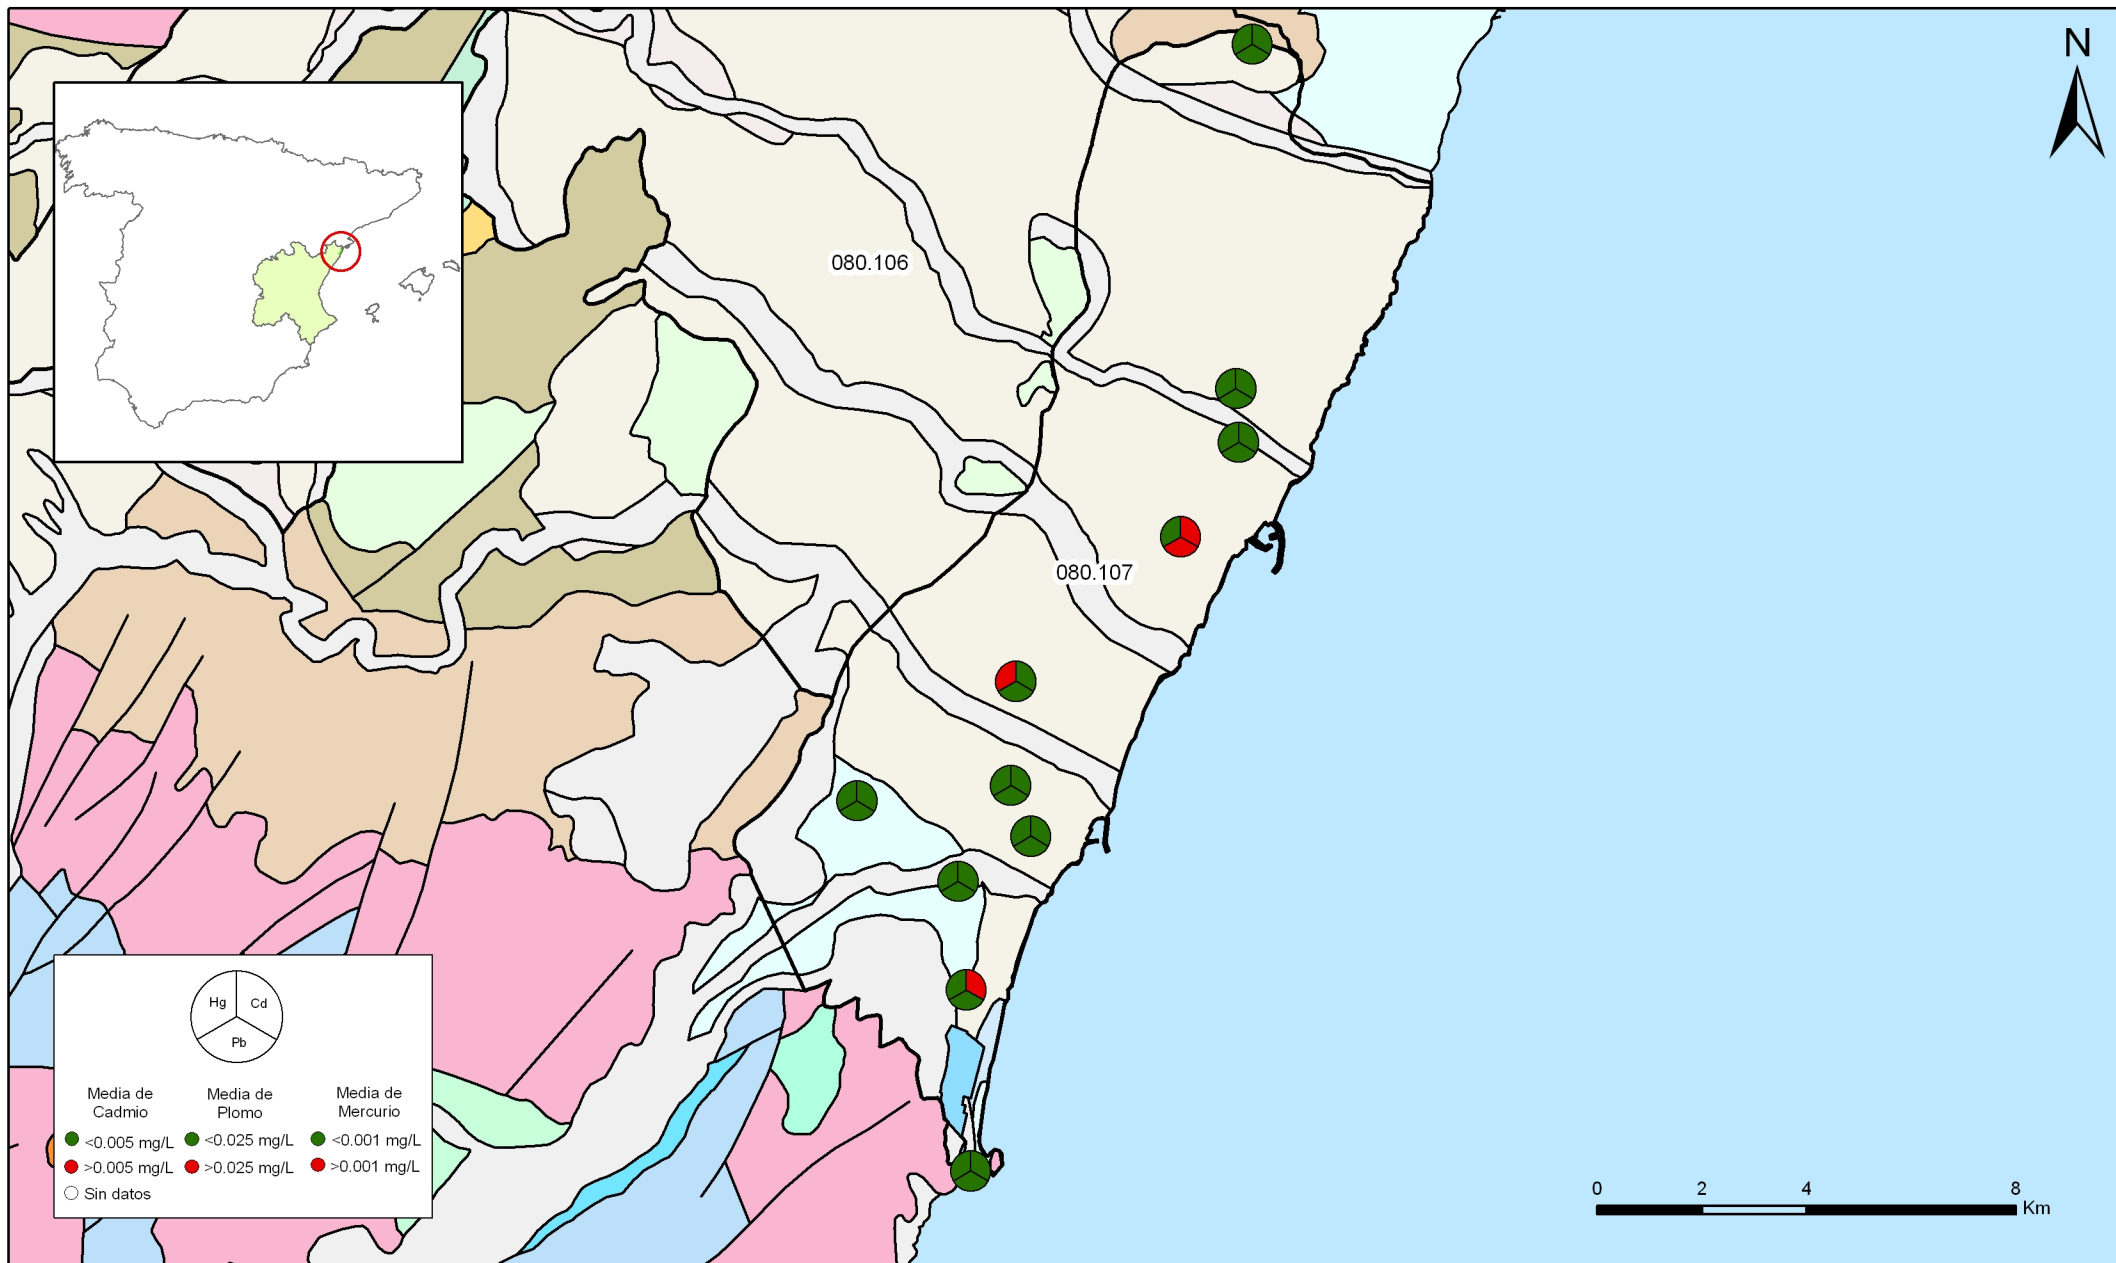 N
080.106
080.107
Hg
Cd
Pb
Media de
Cadmio
Media de
Plomo
Media de
Mercurio
<0.005 mg/L
<0.025 mg/L
<0.001 mg/L
>0.005 mg/L
>0.025 mg/L
>0.001 mg/L
Sin datos
0 2 4 8
Km